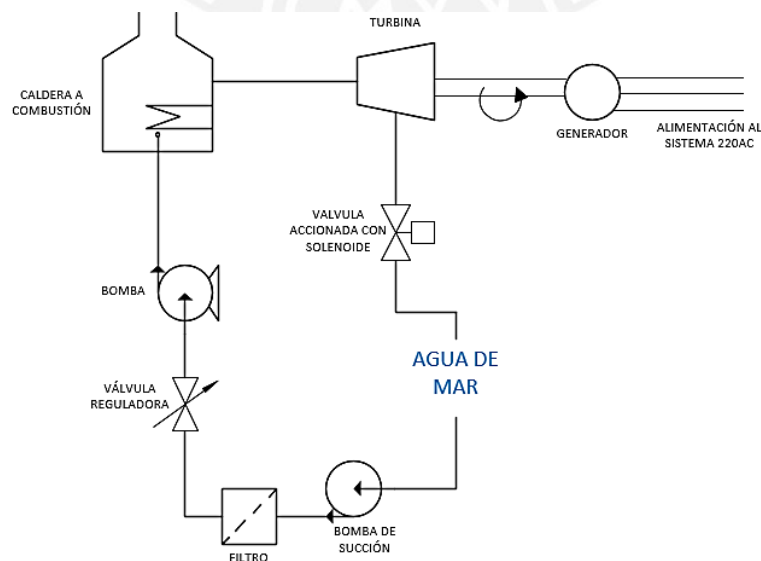 TURBINA
CALDERA A
COMBUSTIÓN
GENERADOR
ALIMENTACIÓN AL
SISTEMA 220AC
VALVULA
ACCIONADA CON
SOLENOIDE
BOMBA
AGUA DE
MAR
VÁLVULA
REGULADORA
BOMBA DE
SUCCIÓN
FILTRO